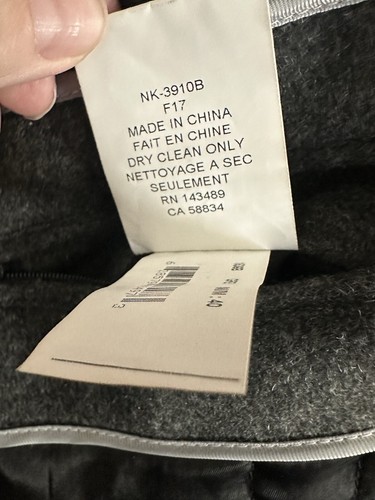 NK-3910B
F17
MADE IN CHINA
FAIT EN CHINE
DRY CLEAN ONLY
NETTOYAGE A SEC
SEULEMENT
RN 143489
CA 58834
40